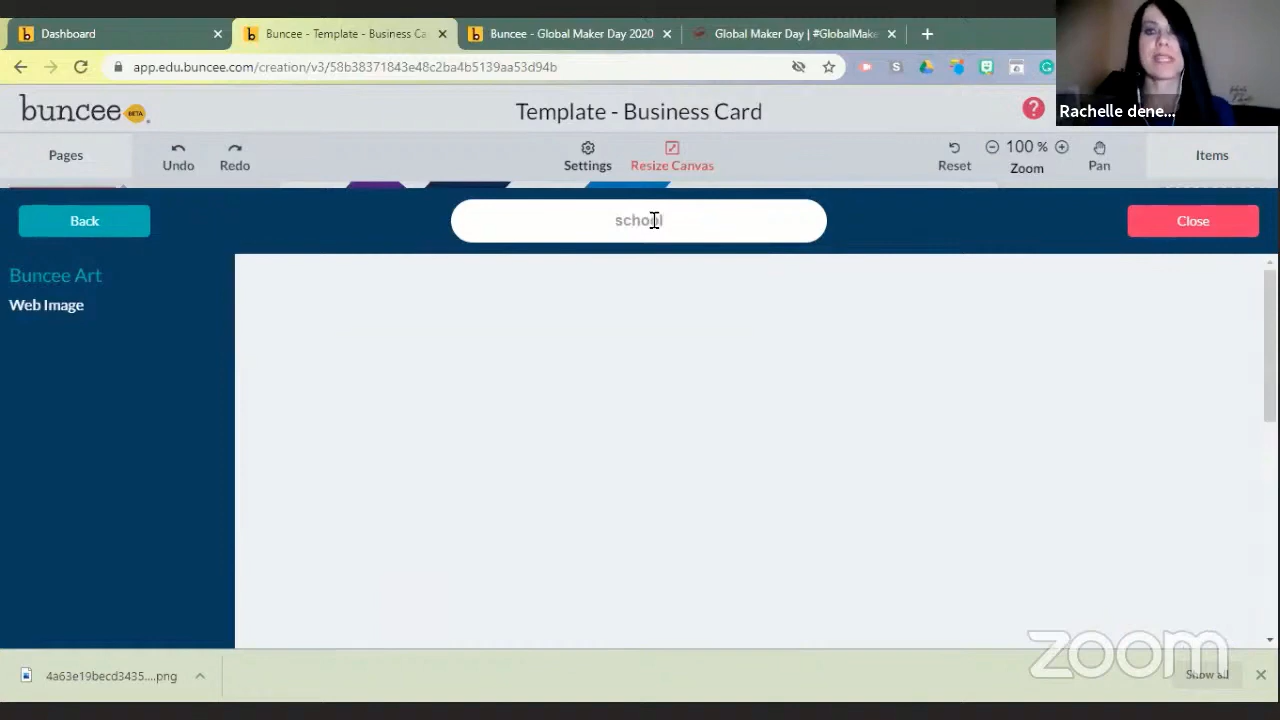 Dashboard
Buncee - Template - Business Ca
Buncee - Global Maker Day 2020
Global Maker Day | #GlobalMake
app.edu.buncee.com/creation/v3/58b38371843e48c2ba4b5139aa53d94b
Rachelle dene...
buncee BETA
Template - Business Card
Pages
Undo
Redo
Settings
Resize Canvas
Reset
100 %
Zoom
Pan
Items
Back
school
Close
Buncee Art
Web Image
zoom
4a63e19becd3435....png
Show all